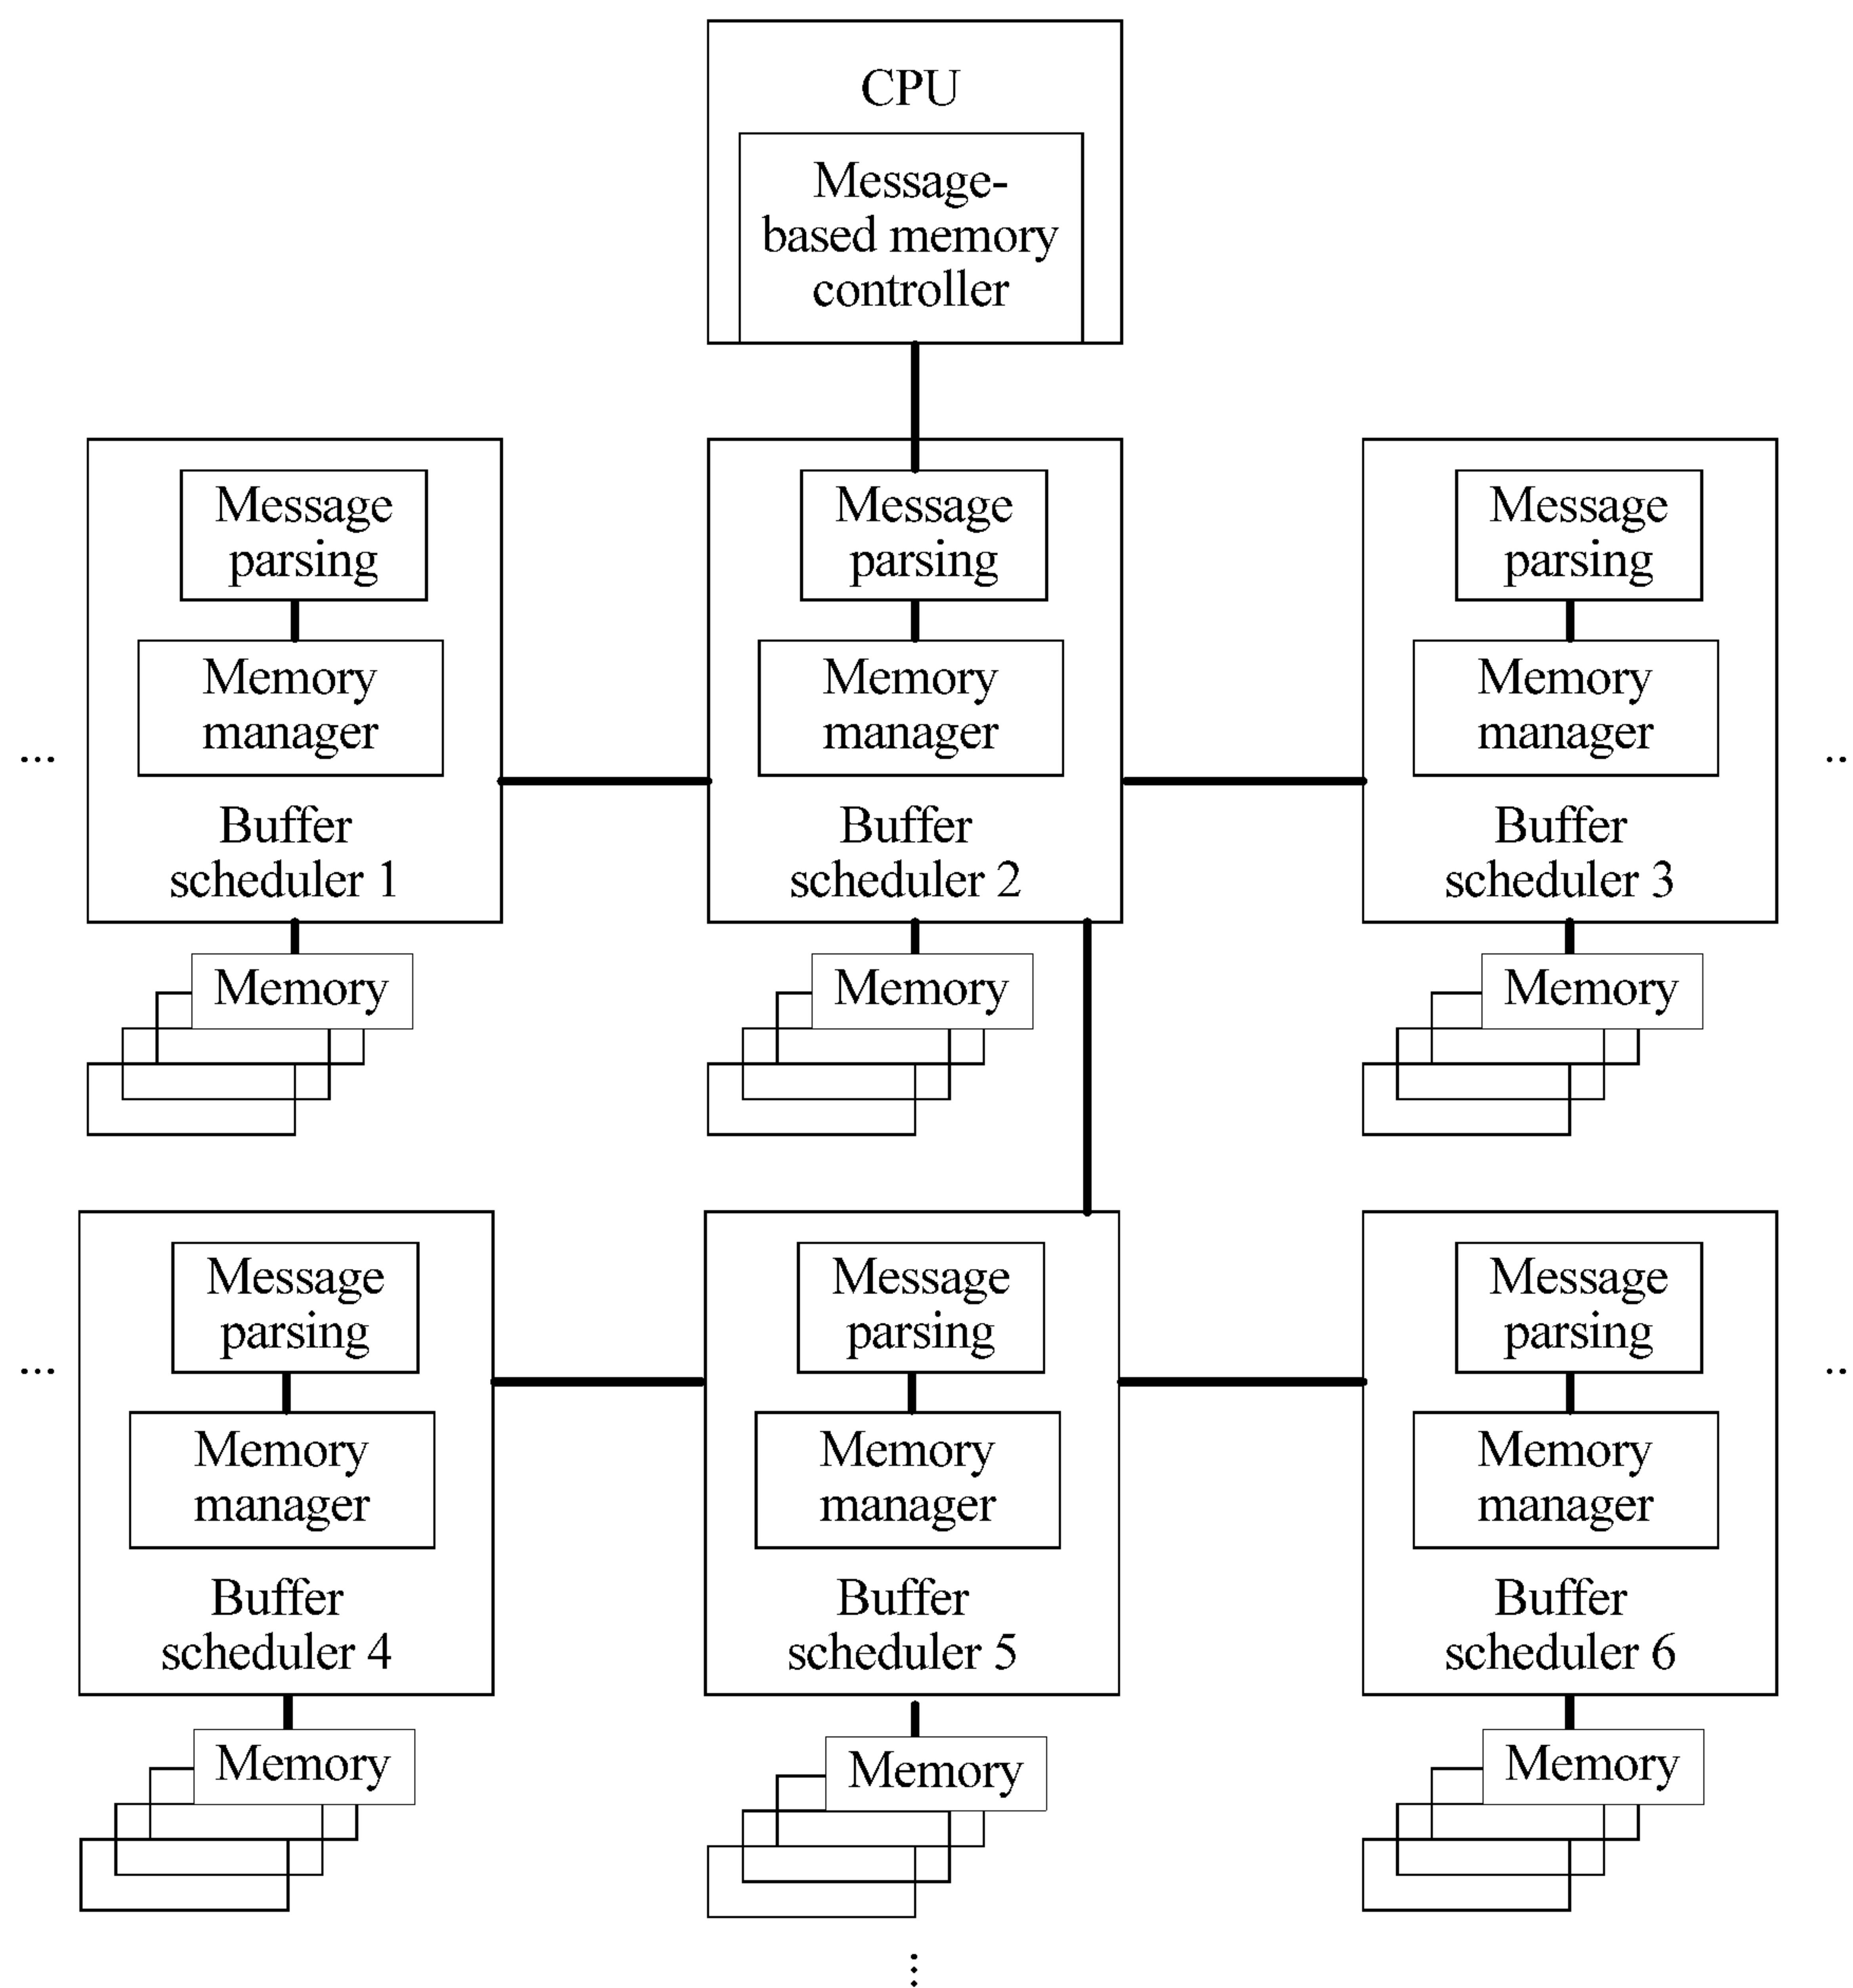 CPU
Message-
based memory
controller
Message
parsing
Memory
manager
Buffer
scheduler 1
Memory
Message
parsing
Memory
manager
Buffer
scheduler 2
Memory
Message
parsing
Memory
manager
Buffer
scheduler 3
Memory
...
..
Message
parsing
Memory
manager
Buffer
scheduler 4
Memory
Message
parsing
Memory
manager
Buffer
scheduler 5
Memory
Message
parsing
Memory
manager
Buffer
scheduler 6
Memory
...
..
...